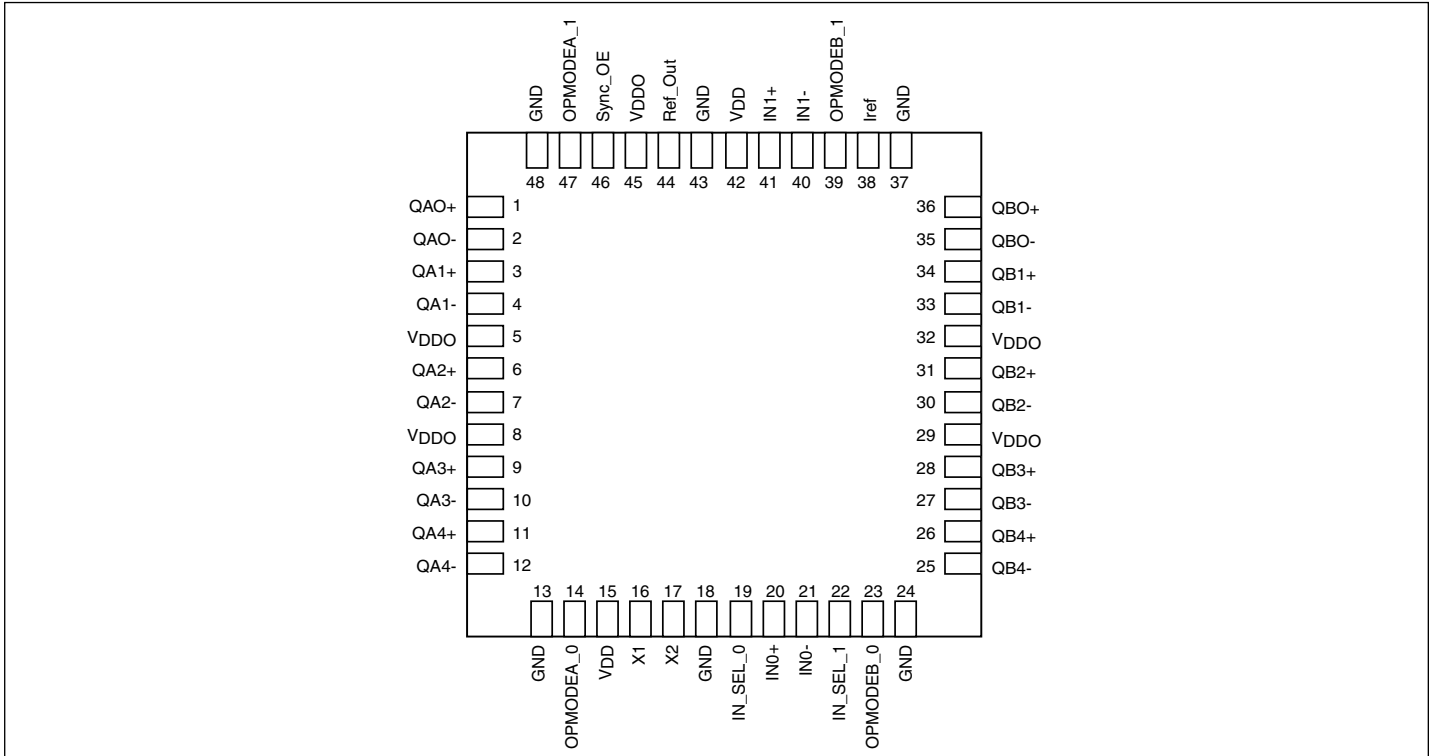 GND OPMODEA_1 Sync_OE VDDO Ref_Out GND VDD IN1+ IN1- OPMODEB_1 Iref GND
48 47 46 45 44 43 42 41 40 39 38 37
QAO+ 1 36 QBO+
QAO- 2 35 QBO-
QA1+ 3 34 QB1+
QA1- 4 33 QB1-
VDDO 5 32 VDDO
QA2+ 6 31 QB2+
QA2- 7 30 QB2-
VDDO 8 29 VDDO
QA3+ 9 28 QB3+
QA3- 10 27 QB3-
QA4+ 11 26 QB4+
QA4- 12 25 QB4-
13 14 15 16 17 18 19 20 21 22 23 24
GND OPMODEA_0 VDD X1 X2 GND IN_SEL_0 IN0+ IN0- IN_SEL_1 OPMODEB_0 GND